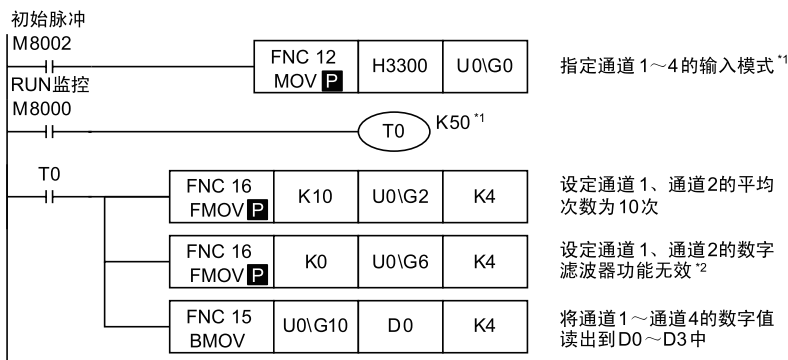 初始脉冲
M8002
FNC 12
MOV P
H3300
U0\G0
指定通道1～4的输入模式*1
RUN监控
M8000
T0
K50 *1
T0
FNC 16
FMOV P
K10
U0\G2
K4
设定通道1、通道2的平均
次数为10次
FNC 16
FMOV P
K0
U0\G6
K4
设定通道1、通道2的数字
滤波器功能无效*2
FNC 15
BMOV
U0\G10
D0
K4
将通道1～通道4的数字值
读出到D0～D3中